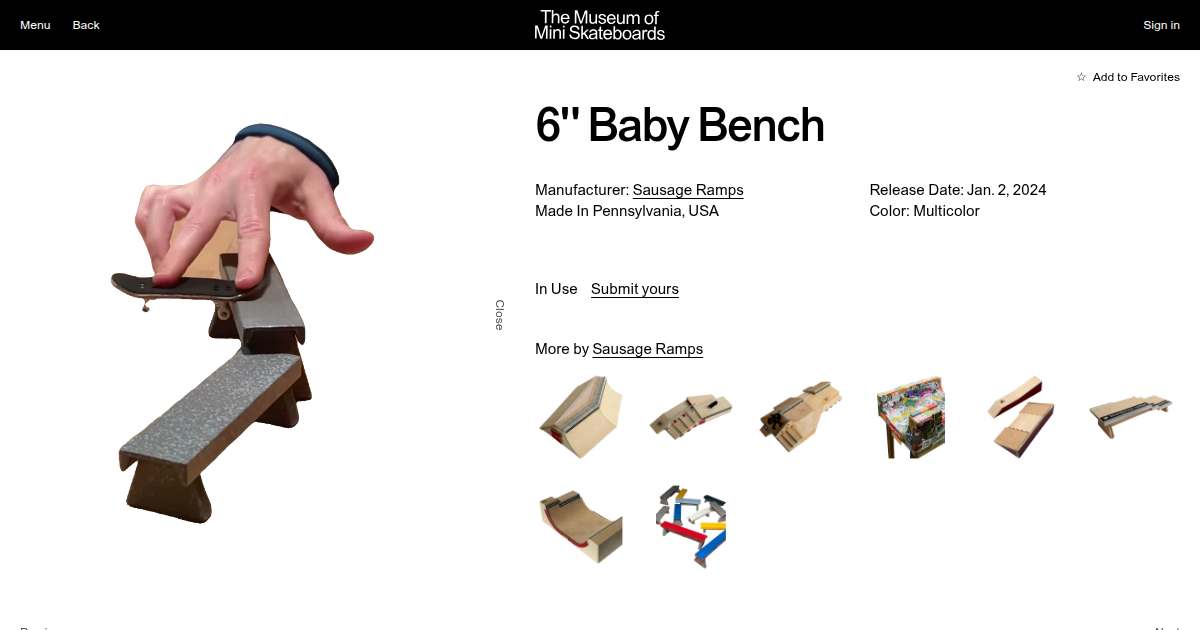 Menu
Back
The Museum of
Mini Skateboards
Sign in
☆ Add to Favorites
6" Baby Bench
Manufacturer: Sausage Ramps
Made In Pennsylvania, USA
Release Date: Jan. 2, 2024
Color: Multicolor
Close
In Use Submit yours
More by Sausage Ramps